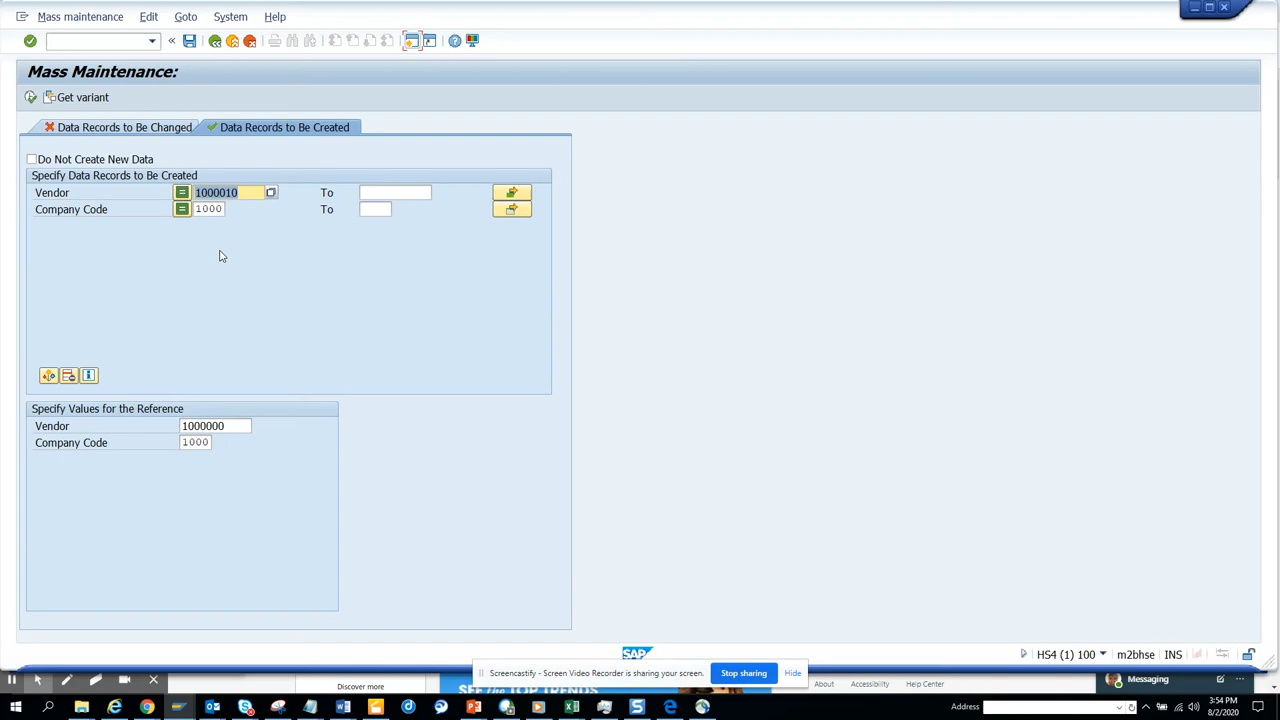 Mass maintenance Edit Goto System Help
Mass Maintenance:
Get variant
Data Records to Be Changed Data Records to Be Created
Do Not Create New Data
Specify Data Records to Be Created
Vendor = 1000010 To
Company Code = 1000 To
Specify Values for the Reference
Vendor 1000000
Company Code 1000
SAP
HS4 (1) 100 m2bhse INS
Screencastify - Screen Video Recorder is sharing your screen. Stop sharing Hide
Discover more
See the TOP TRENDS
About Accessibility Help Center
Messaging
Address
3:54 PM
8/2/2020